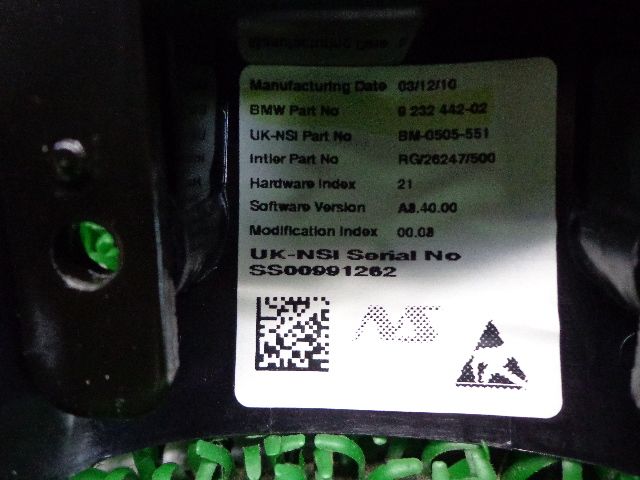 Manufacturing Date 03/12/10
BMW Part No 9 232 442-02
UK-NSI Part No BM-0505-551
Intier Part No RG/26247/500
Hardware Index 21
Software Version A8.40.00
Modification Index 00.08
UK-NSI Serial No
SS00991262
NS